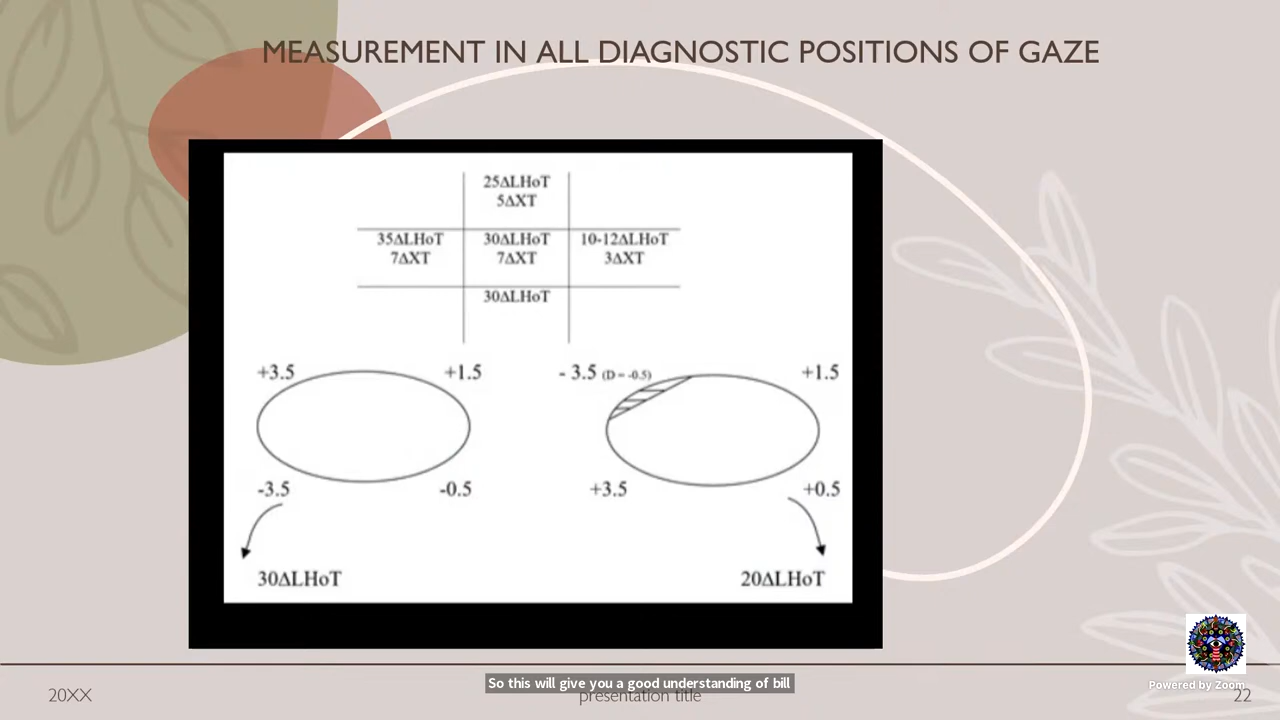 MEASUREMENT IN ALL DIAGNOSTIC POSITIONS OF GAZE
25ΔLHoT
5ΔXT
35ΔLHoT 30ΔLHoT 10-12ΔLHoT
7ΔXT 7ΔXT 3ΔXT
30ΔLHoT
+3.5 +1.5 - 3.5 (D = -0.5) +1.5
-3.5 -0.5 +3.5 +0.5
30ΔLHoT 20ΔLHoT
So this will give you a good understanding of bill
Powered by Zoom
20XX presentation title 22